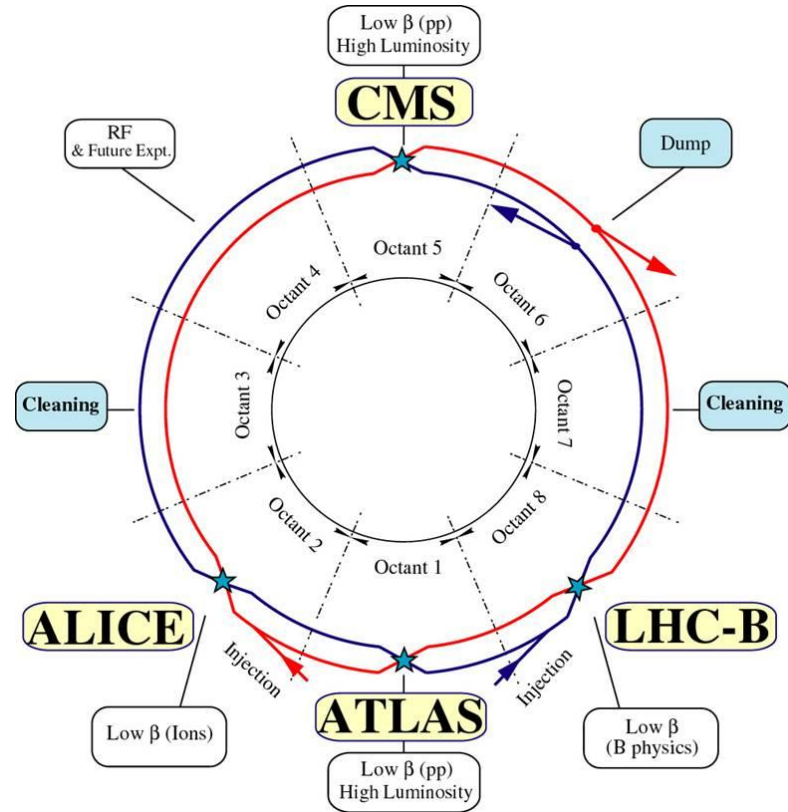 Low β (pp)
High Luminosity
CMS
RF
& Future Expt.
Dump
Octant 5
Octant 4
Octant 6
Cleaning
Octant 3
Octant 7
Cleaning
Octant 2
Octant 8
Octant 1
ALICE
LHC-B
Injection
Injection
ATLAS
Low β (Ions)
Low β
(B physics)
Low β (pp)
High Luminosity